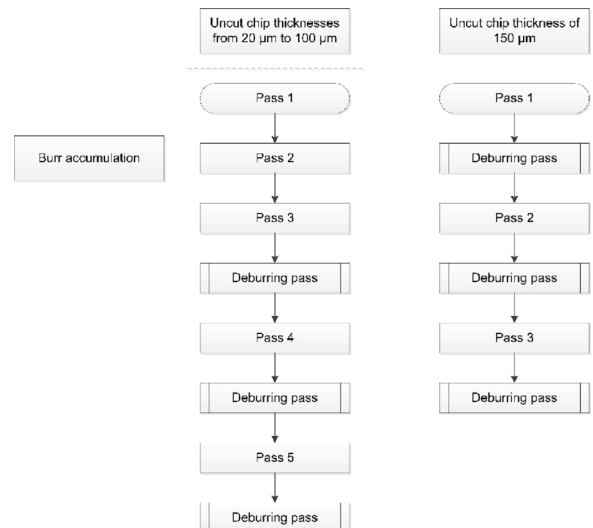 Uncut chip thicknesses
from 20 µm to 100 µm
Uncut chip thickness of
150 µm
Pass 1
Pass 1
Burr accumulation
Pass 2
Deburring pass
Pass 3
Pass 2
Deburring pass
Deburring pass
Pass 4
Pass 3
Deburring pass
Deburring pass
Pass 5
Deburring pass